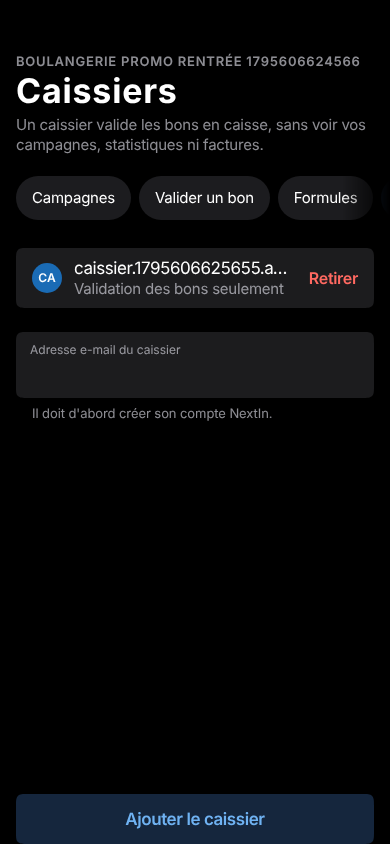 BOULANGERIE PROMO RENTRÉE 1795606624566
Caissiers
Un caissier valide les bons en caisse, sans voir vos
campagnes, statistiques ni factures.
Campagnes
Valider un bon
Formules
CA
caissier.1795606625655.a...
Validation des bons seulement
Retirer
Adresse e-mail du caissier
Il doit d'abord créer son compte NextIn.
Ajouter le caissier